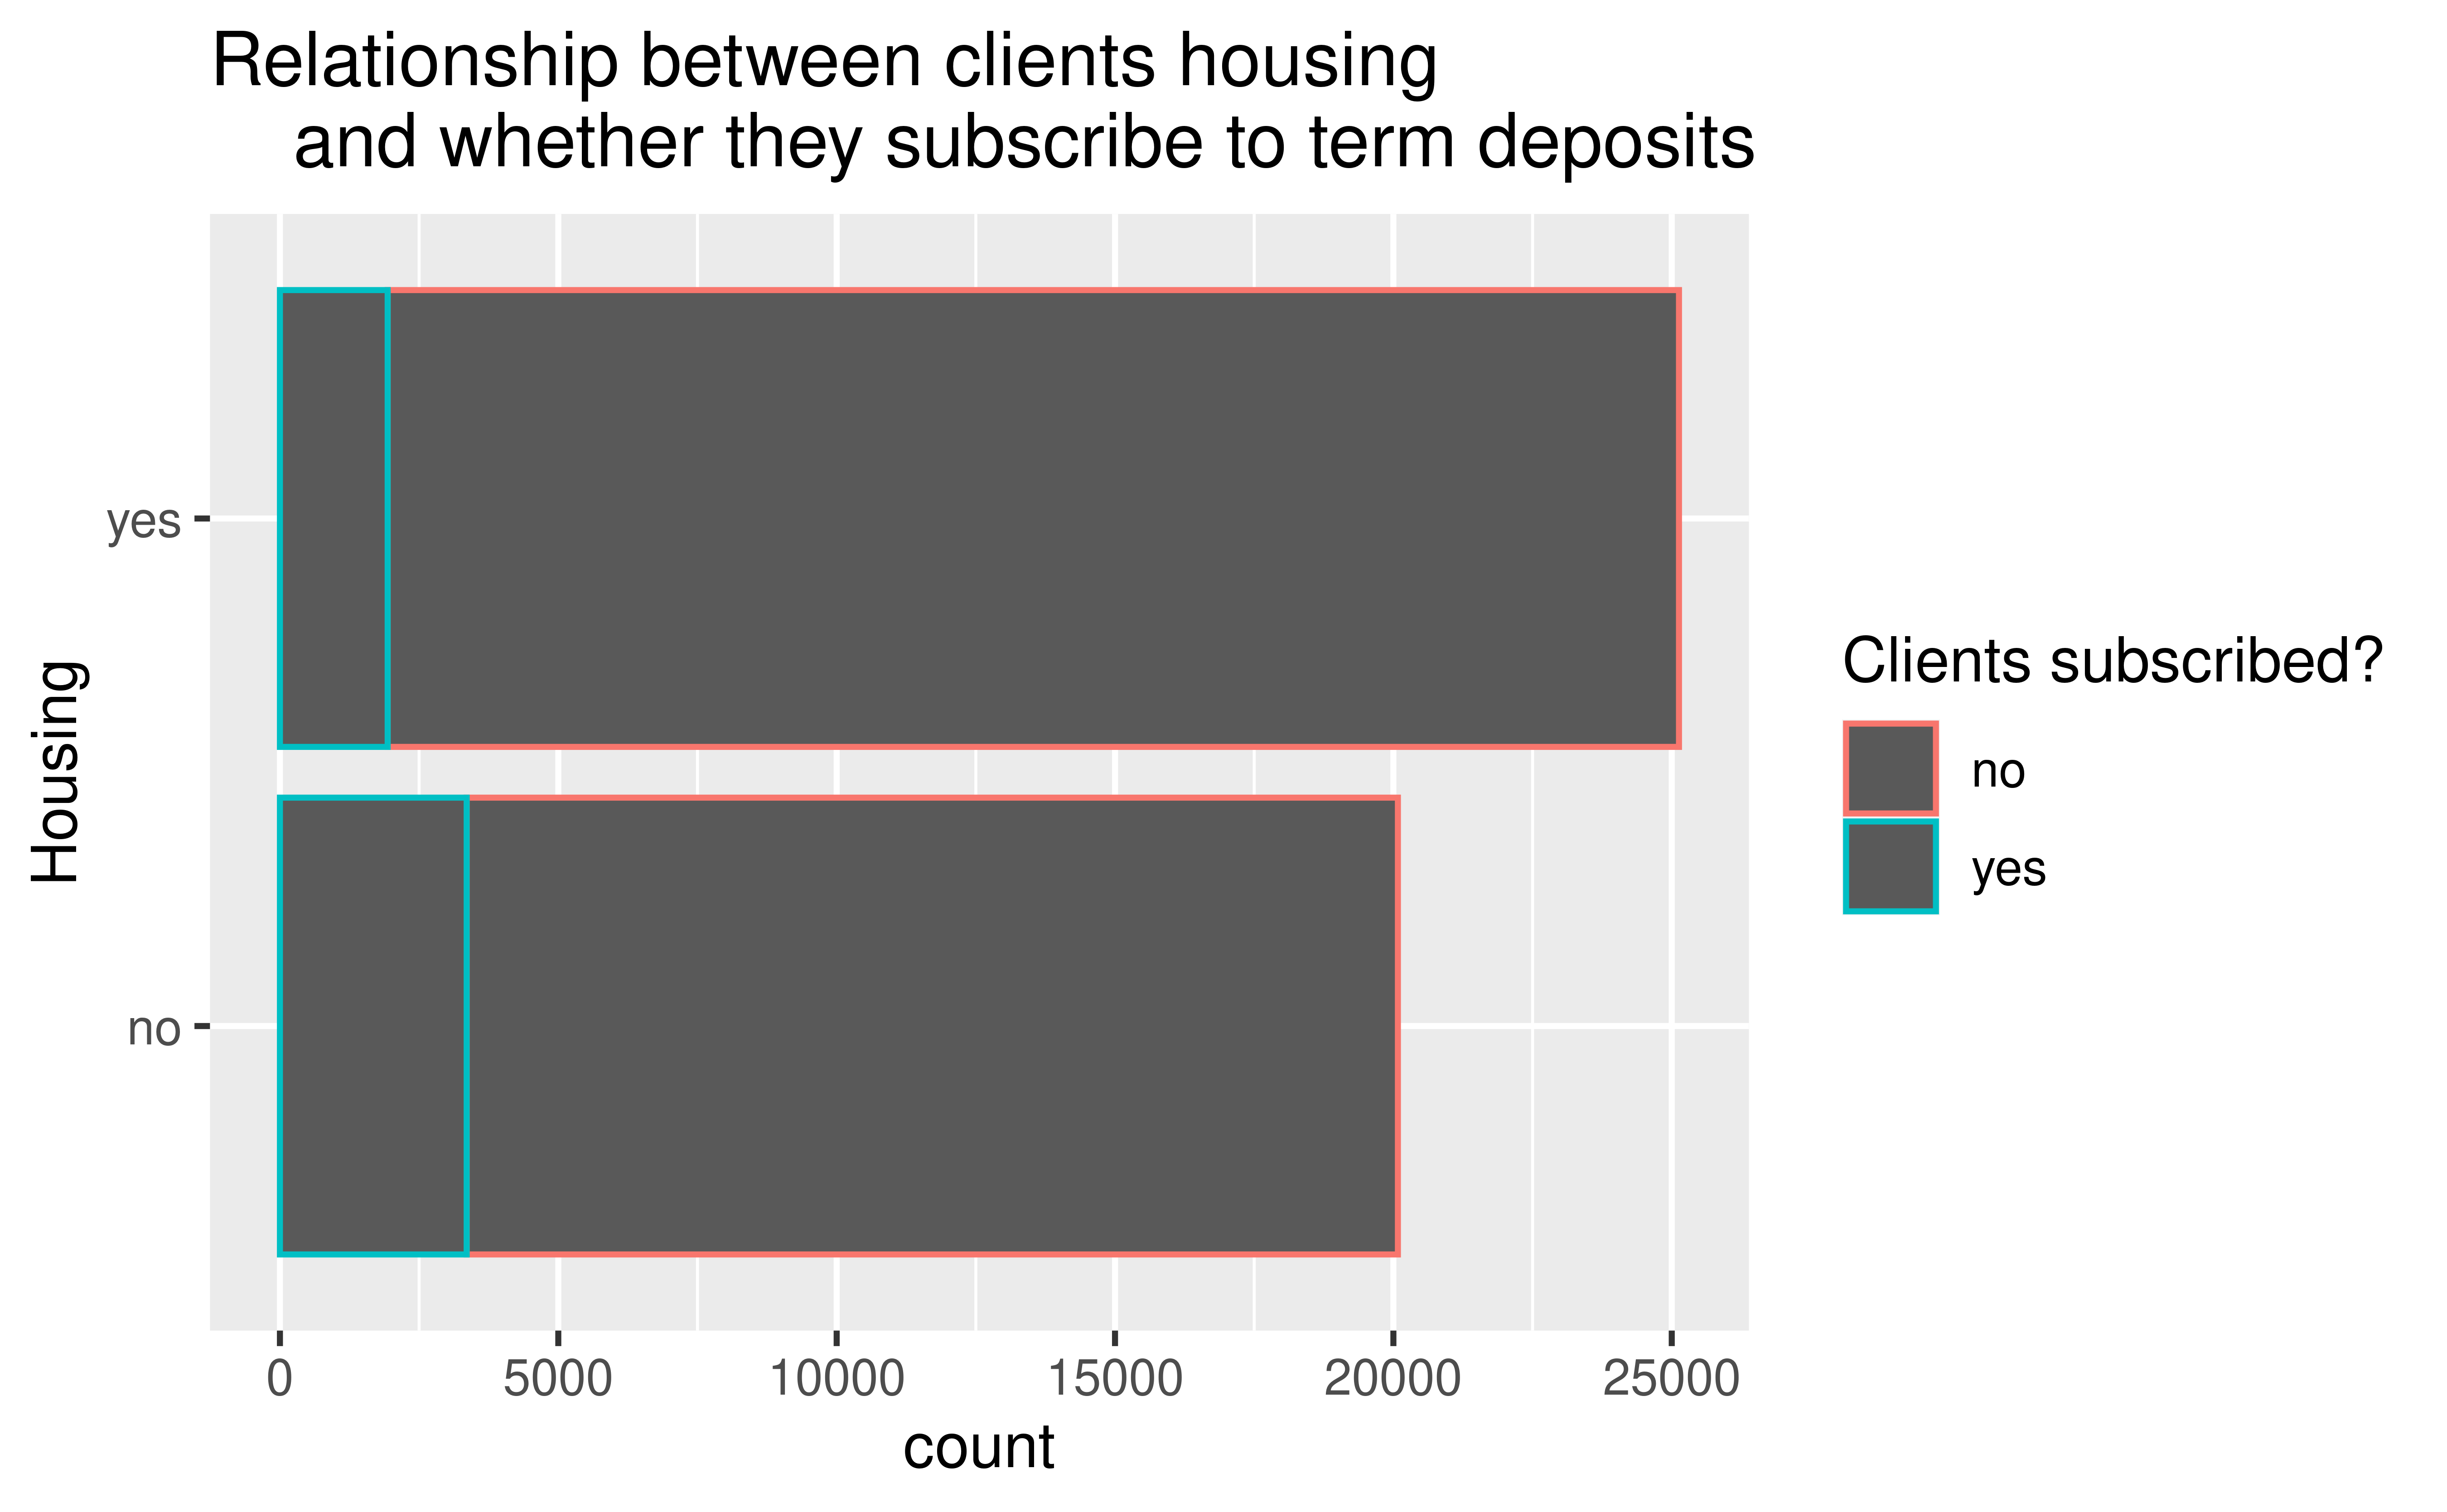 Relationship between clients housing
and whether they subscribe to term deposits
Housing
yes
no
0
5000
10000
15000
20000
25000
count
Clients subscribed?
no
yes